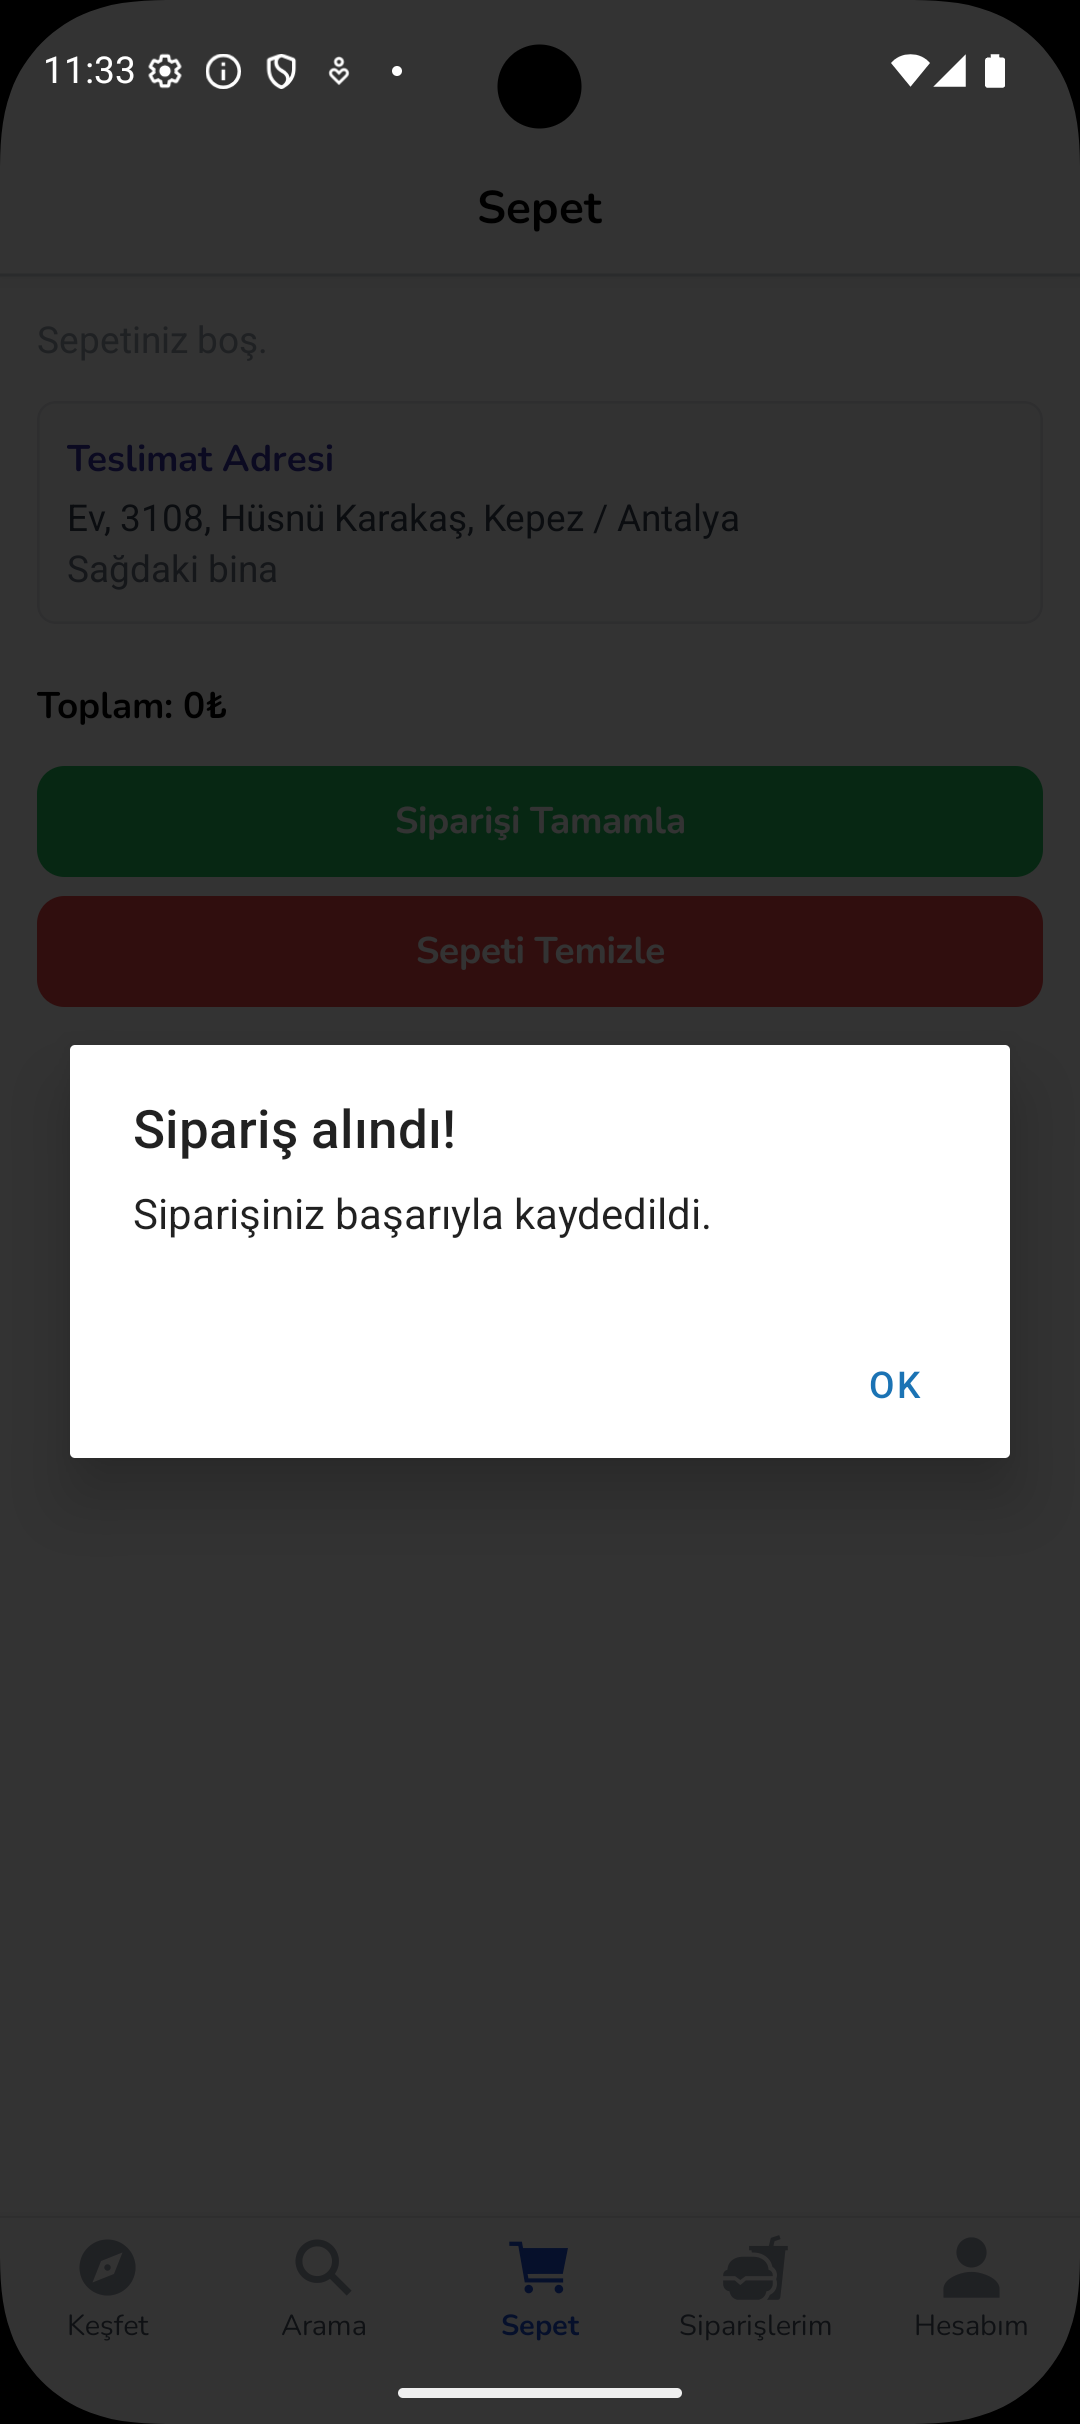 11:33
Sepet
Sepetiniz boş.
Teslimat Adresi
Ev, 3108, Hüsnü Karakaş, Kepez / Antalya
Sağdaki bina
Toplam: 0₺
Siparişi Tamamla
Sepeti Temizle
Sipariş alındı!
Siparişiniz başarıyla kaydedildi.
OK
Keşfet Arama Sepet Siparişlerim Hesabım